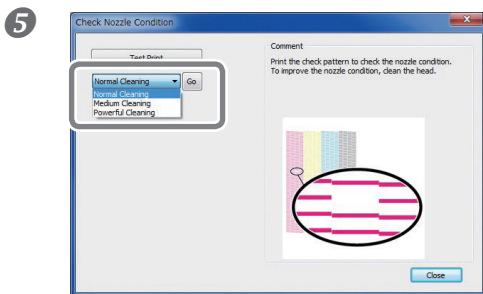 5
Check Nozzle Condition
Test Print
Normal Cleaning
Go
Normal Cleaning
Medium Cleaning
Powerful Cleaning
Comment
Print the check pattern to check the nozzle condition.
To improve the nozzle condition, clean the head.
Close